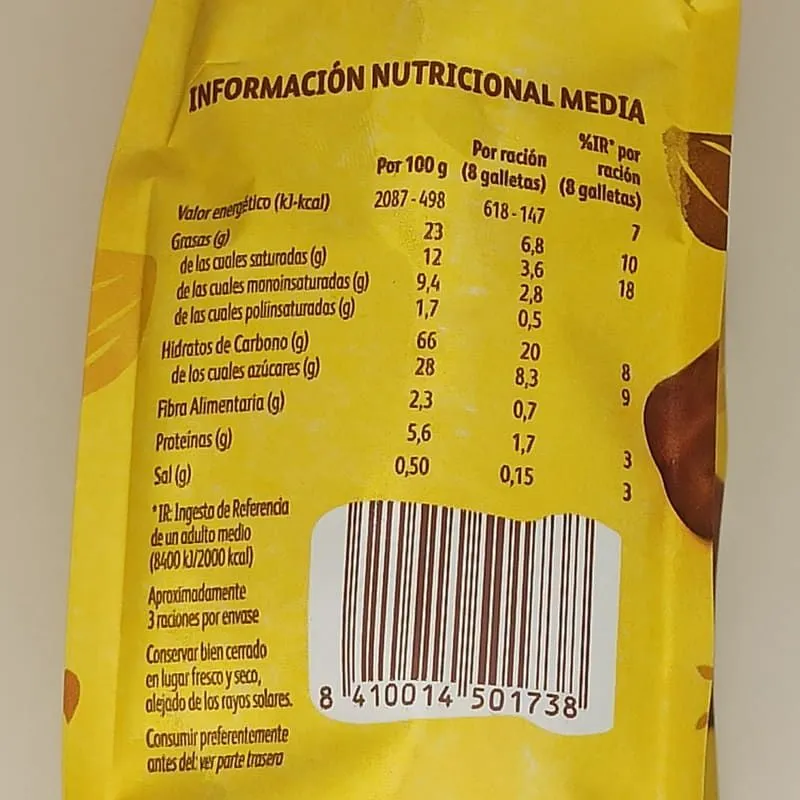 INFORMACIÓN NUTRICIONAL MEDIA
Por 100 g Por ración (8 galletas) %IR* por ración (8 galletas)
Valor energético (kJ-kcal) 2087-498 618-147 7
Grasas (g) 23 6,8 10
de las cuales saturadas (g) 12 3,6 18
de las cuales monoinsaturadas (g) 9,4 2,8
de las cuales poliinsaturadas (g) 1,7 0,5
Hidratos de Carbono (g) 66 20 8
de los cuales azúcares (g) 28 8,3 9
Fibra Alimentaria (g) 2,3 0,7
Proteínas (g) 5,6 1,7 3
Sal (g) 0,50 0,15 3
*IR: Ingesta de Referencia
de un adulto medio
(8400 kJ/2000 kcal)
Aproximadamente
3 raciones por envase
Conservar bien cerrado
en lugar fresco y seco,
alejado de los rayos solares.
Consumir preferentemente
antes del: ver parte trasera
8 410014 501738